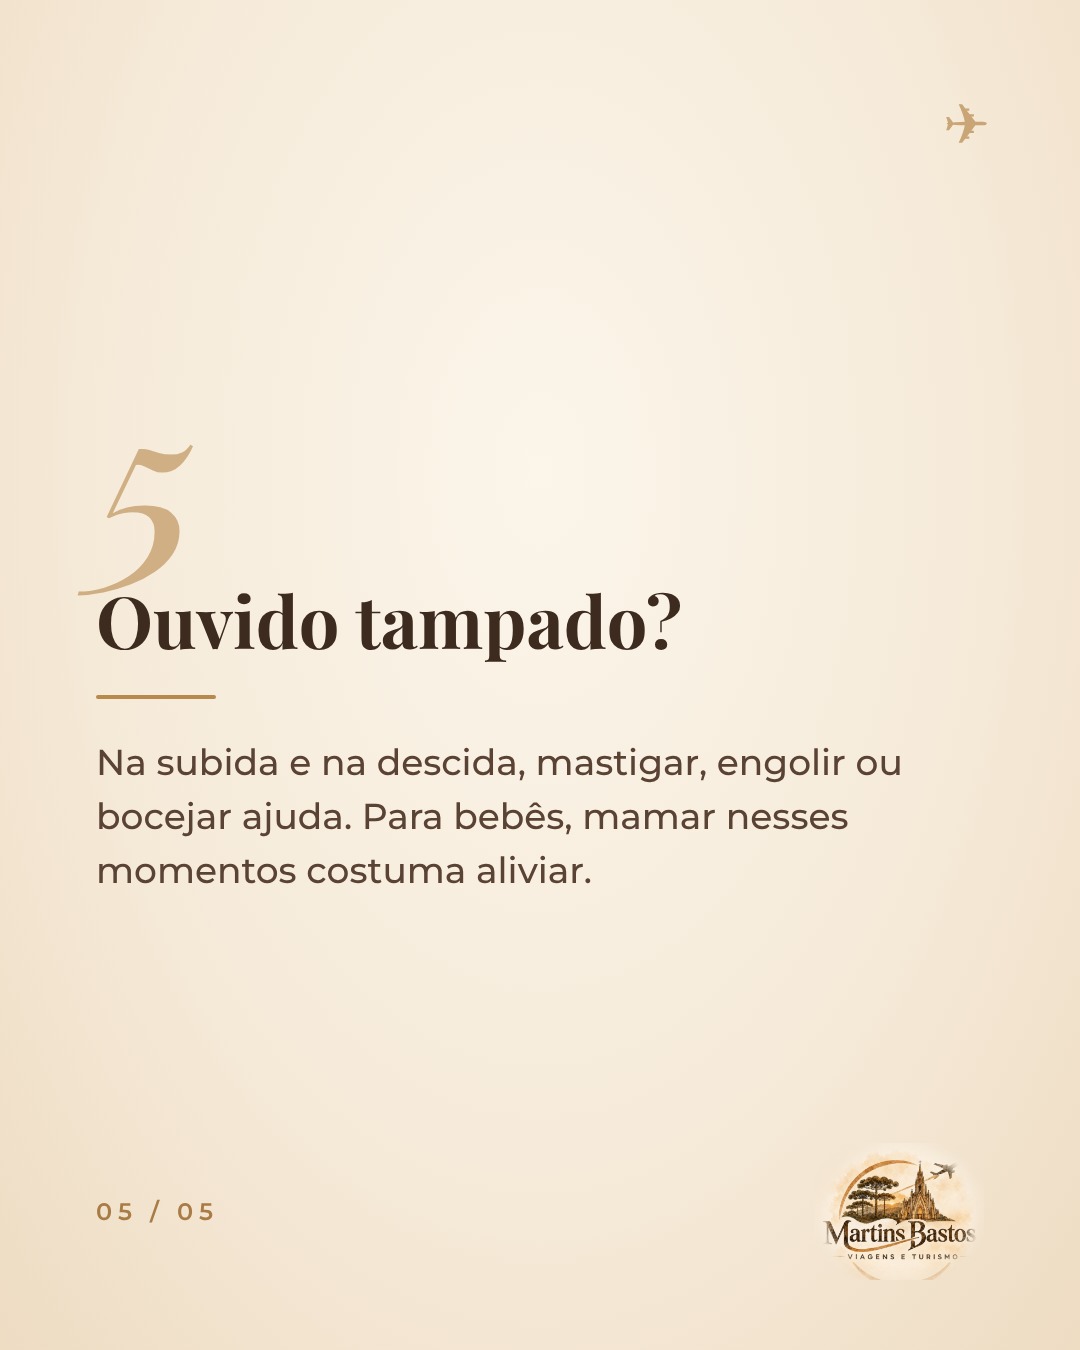 5
Ouvido tampado?
Na subida e na descida, mastigar, engolir ou
bocejar ajuda. Para bebês, mamar nesses
momentos costuma aliviar.
05 / 05
Martins Bastos
VIAGENS E TURISMO